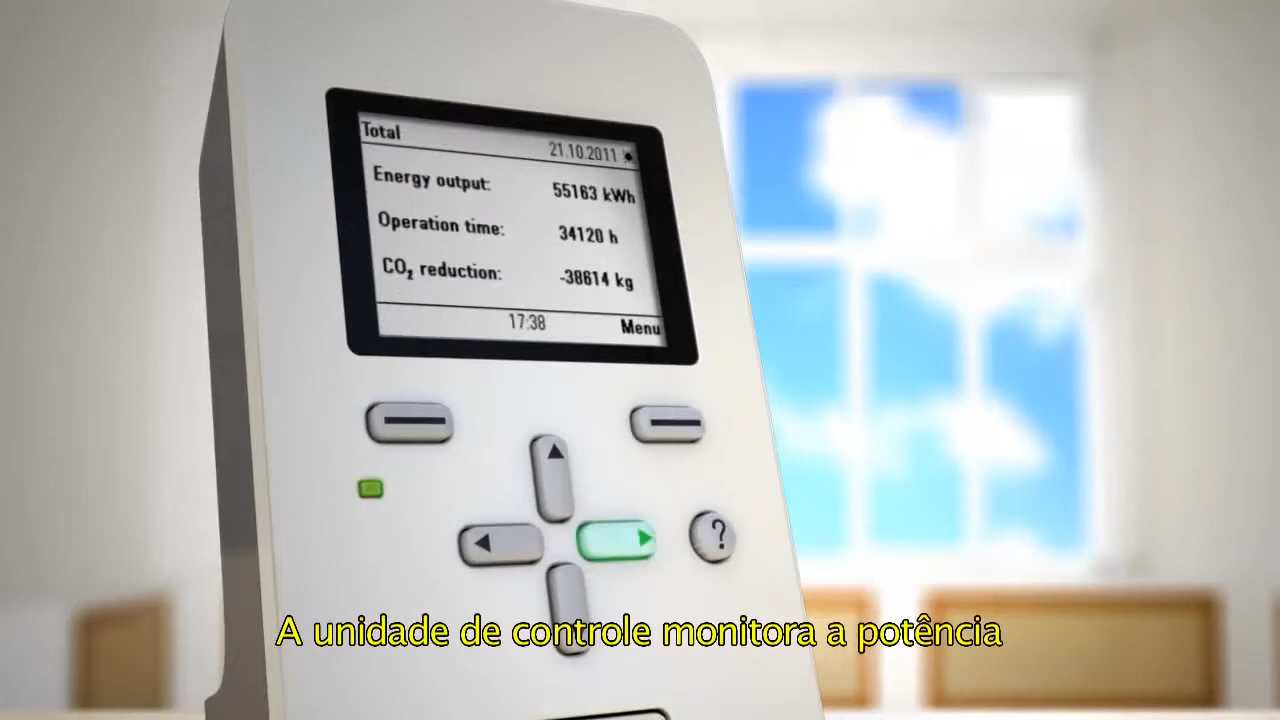 Total
21.10.2011
Energy output: 55163 kWh
Operation time: 34120 h
CO₂ reduction: -38614 kg
17:38 Menu
?
A unidade de controle monitora a potência